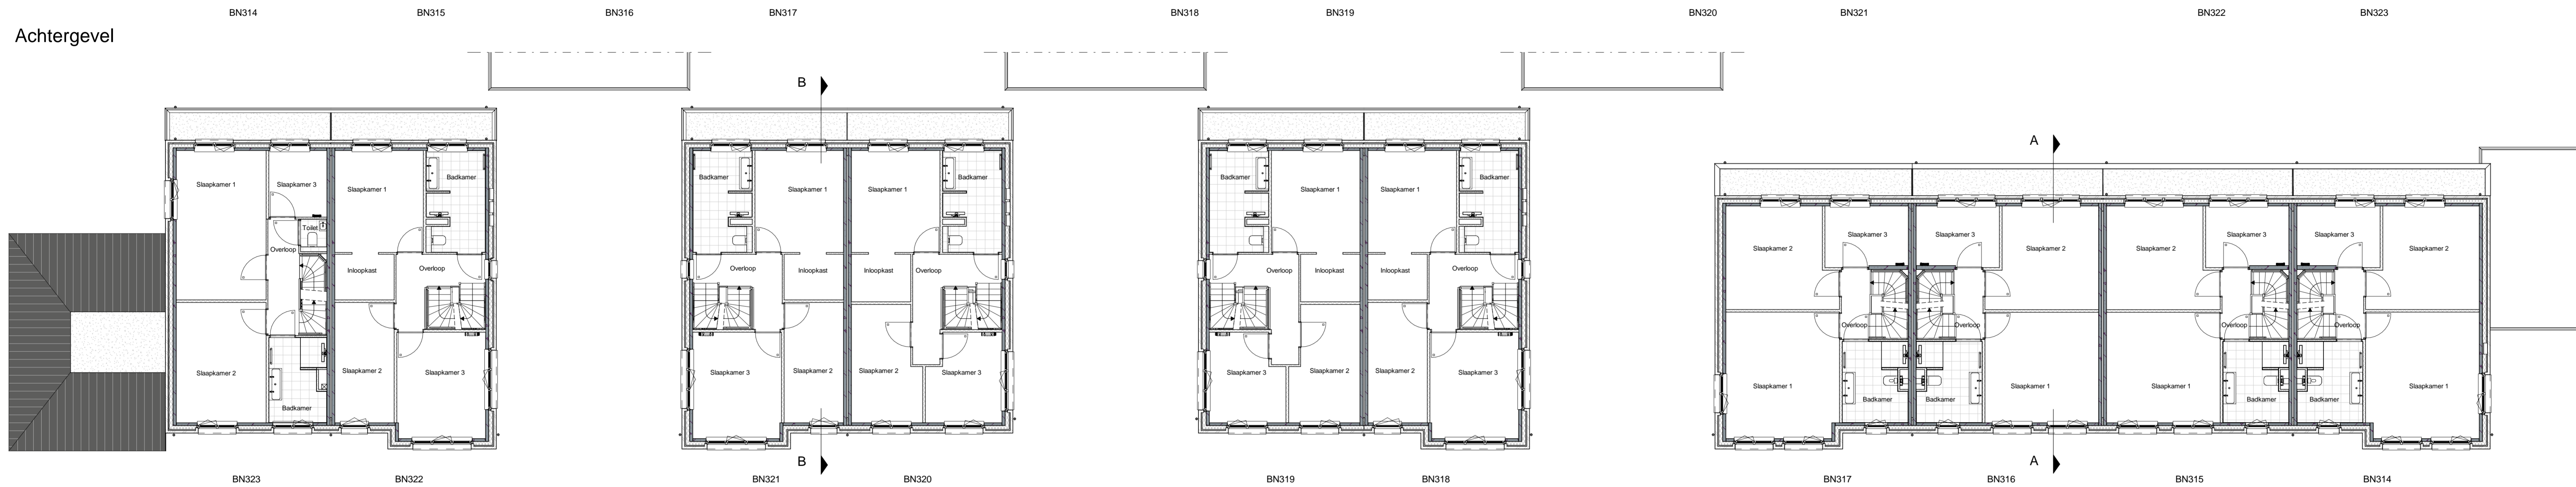 BN314 BN315 BN316 BN317 BN318 BN319 BN320 BN321 BN322 BN323
Achtergevel
B
A
Slaapkamer 1 Slaapkamer 3 Slaapkamer 1 Badkamer
Toilet
Overloop
Inloopkast Overloop
Slaapkamer 2 Slaapkamer 2 Slaapkamer 3
Badkamer
Badkamer Slaapkamer 1 Slaapkamer 1 Badkamer
Overloop Inloopkast Inloopkast Overloop
Slaapkamer 3 Slaapkamer 2 Slaapkamer 2 Slaapkamer 3
Badkamer Slaapkamer 1 Slaapkamer 1 Badkamer
Overloop Inloopkast Inloopkast Overloop
Slaapkamer 3 Slaapkamer 2 Slaapkamer 2 Slaapkamer 3
Slaapkamer 2 Slaapkamer 3 Slaapkamer 3 Slaapkamer 2 Slaapkamer 2 Slaapkamer 3 Slaapkamer 3 Slaapkamer 2
Overloop Overloop Overloop Overloop
Slaapkamer 1 Slaapkamer 1 Slaapkamer 1 Slaapkamer 1
Badkamer Badkamer Badkamer Badkamer
B
A
BN323 BN322 BN321 BN320 BN319 BN318 BN317 BN316 BN315 BN314